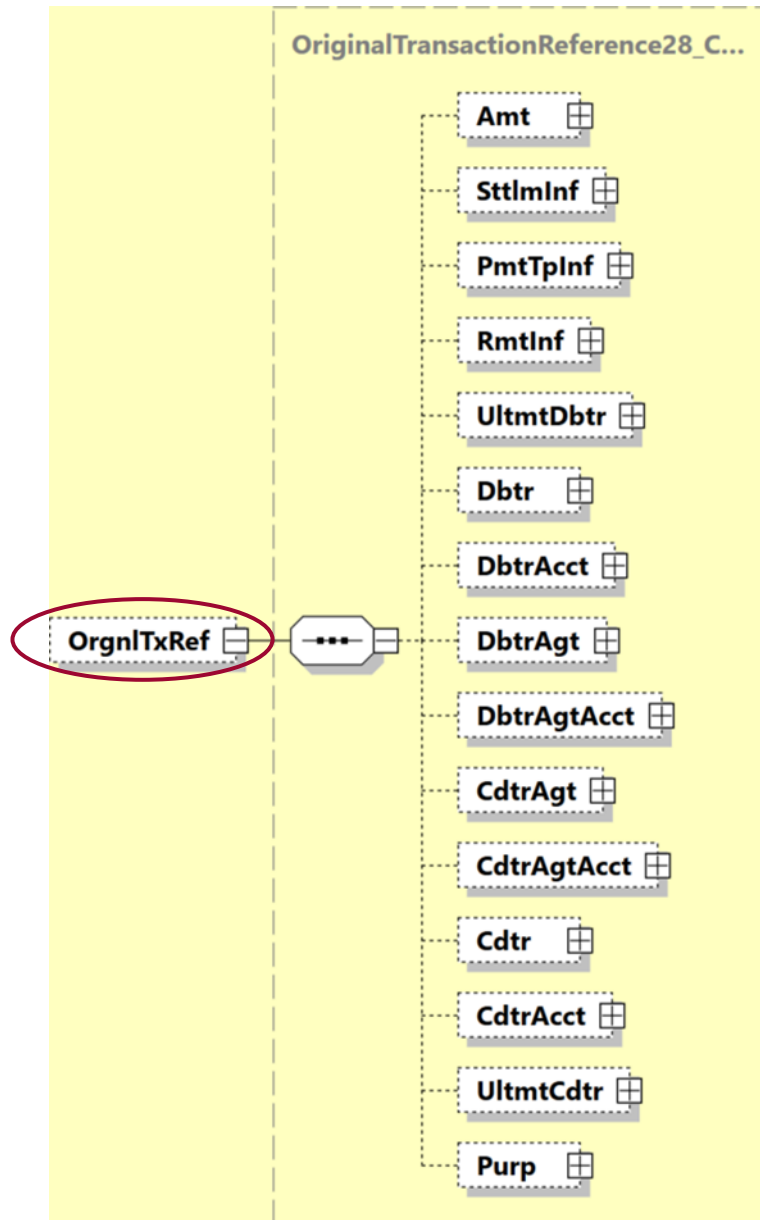 OriginalTransactionReference28_C...
Amt
SttlmInf
PmtTpInf
RmtInf
UltmtDbtr
Dbtr
DbtrAcct
OrgnlTxRef
DbtrAgt
DbtrAgtAcct
CdtrAgt
CdtrAgtAcct
Cdtr
CdtrAcct
UltmtCdtr
Purp